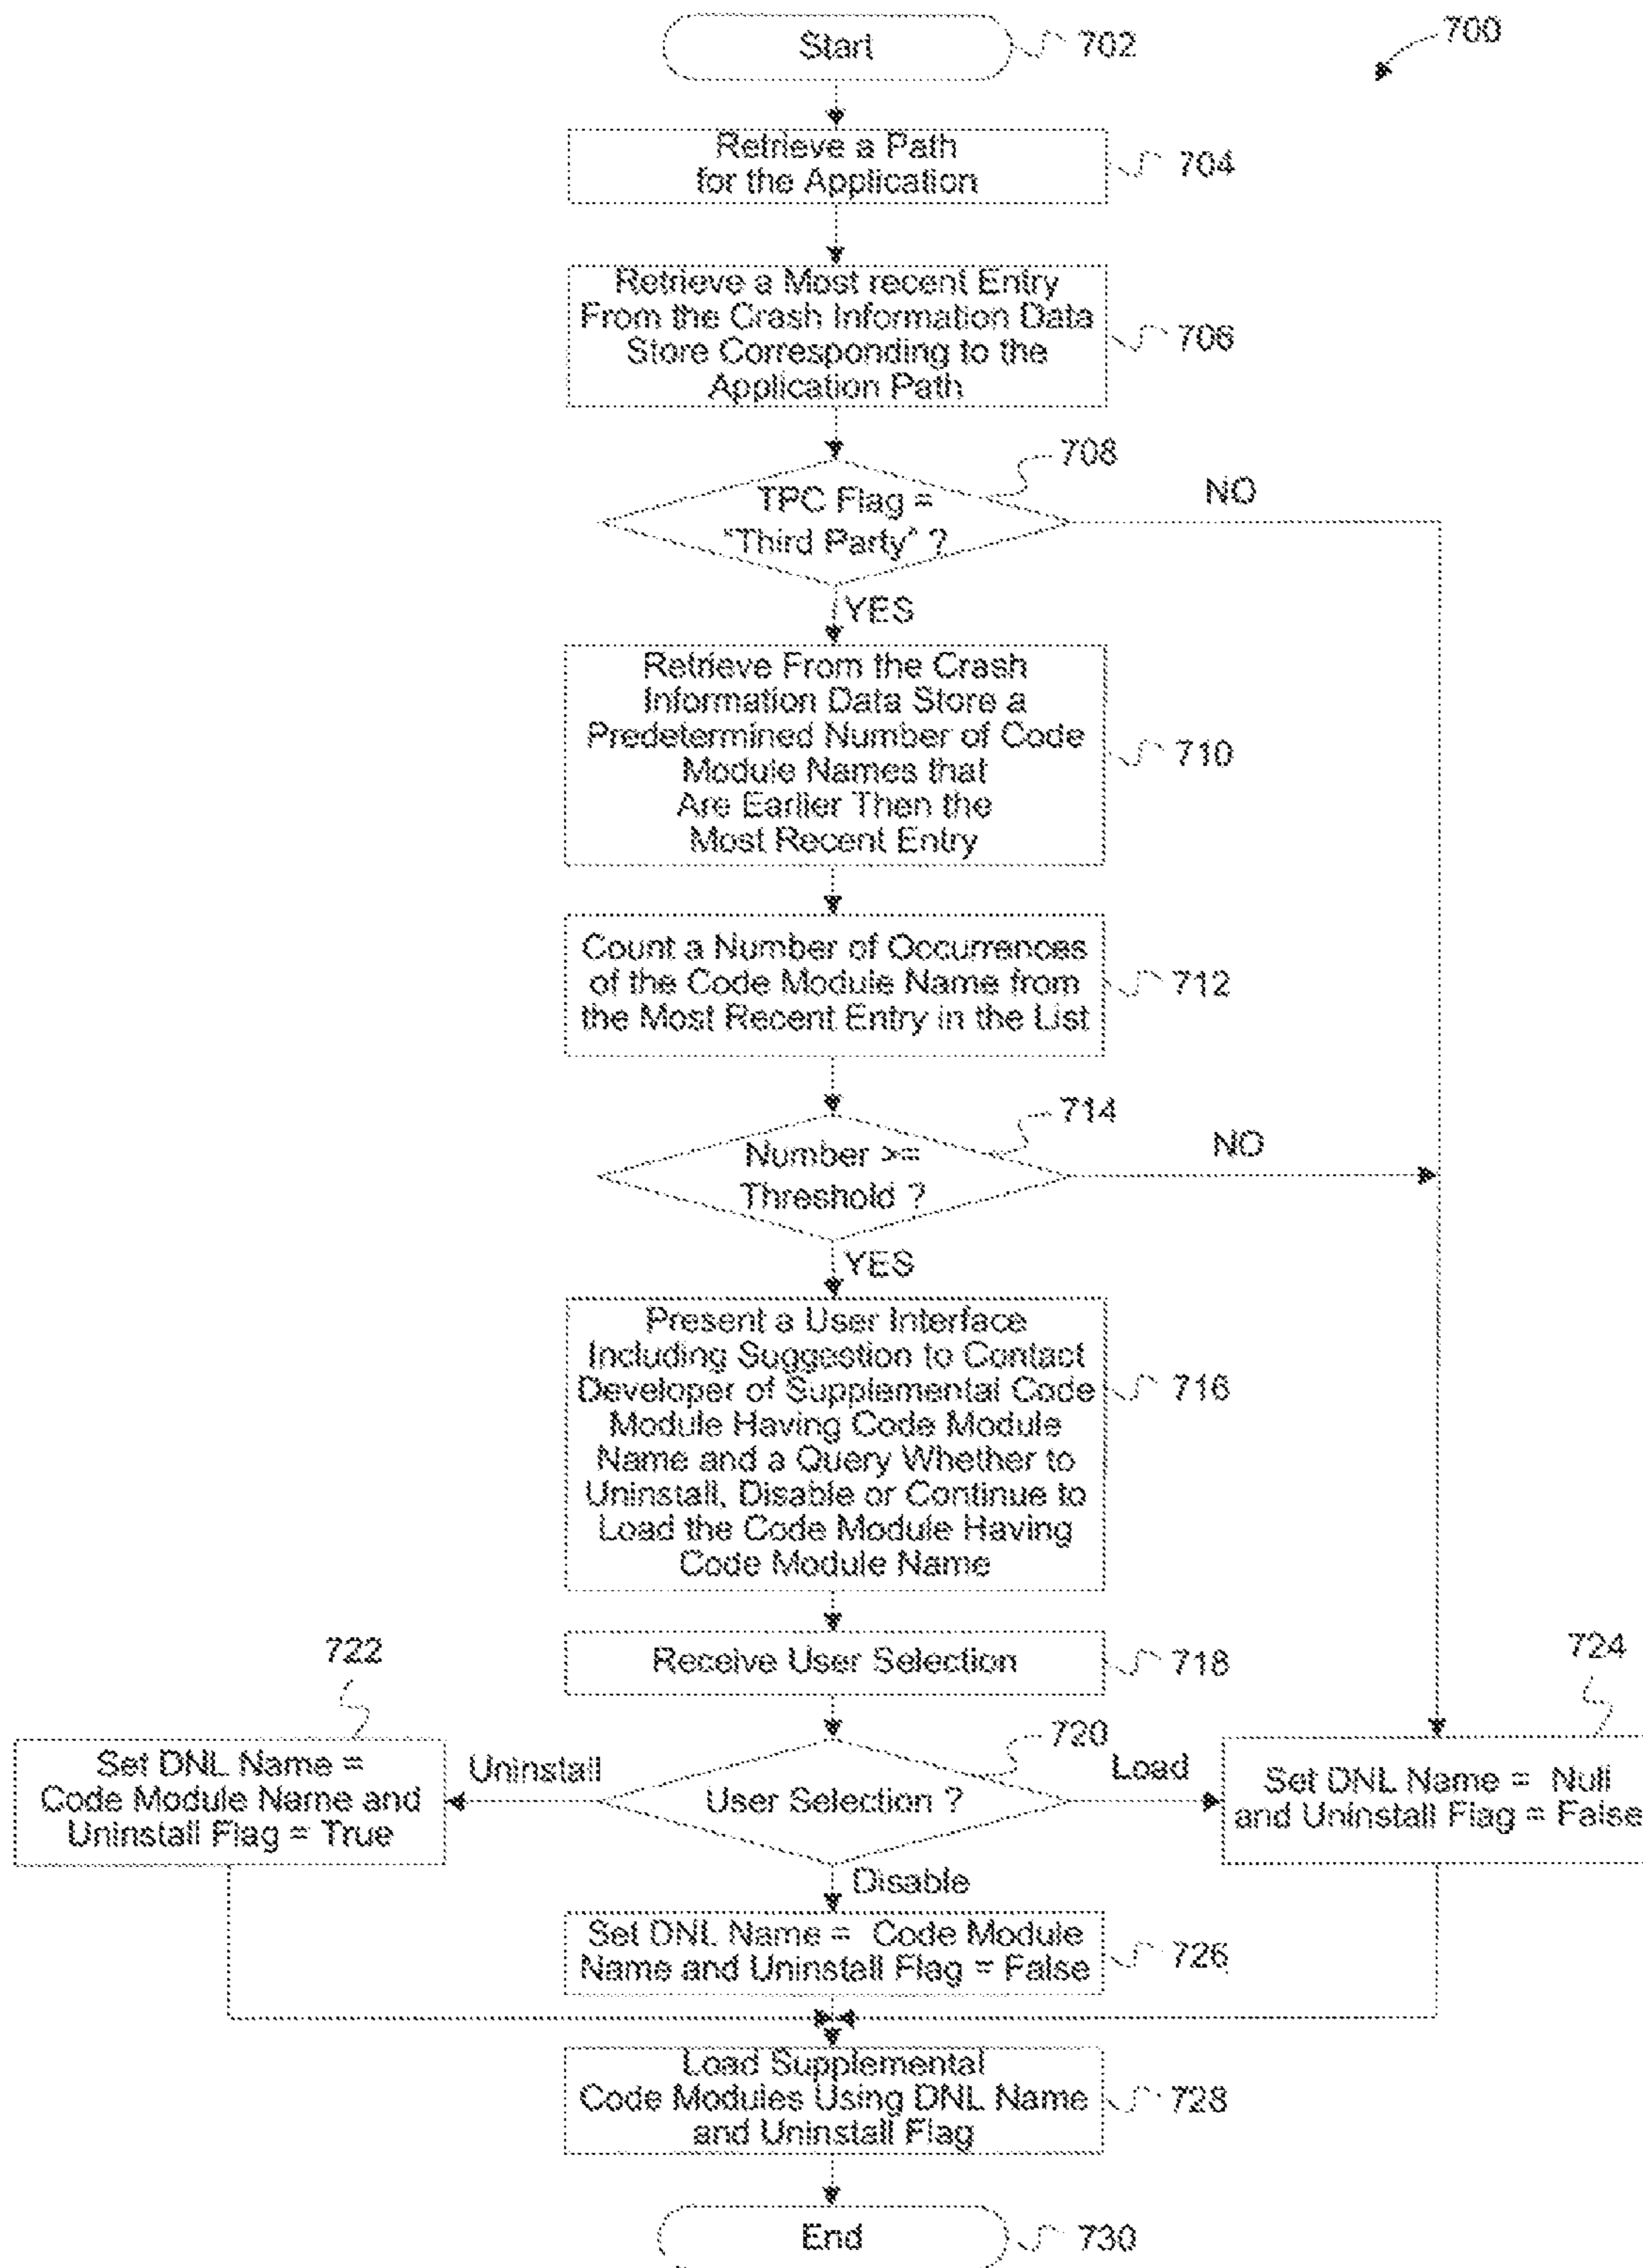 700
Start
702
Retrieve a Path
for the Application
704
Retrieve a Most recent Entry
From the Crash Information Data
Store Corresponding to the
Application Path
706
708
TPC Flag =
"Third Party" ?
NO
YES
Retrieve From the Crash
Information Data Store a
Predetermined Number of Code
Module Names that
Are Earlier Then the
Most Recent Entry
710
Count a Number of Occurrences
of the Code Module Name from
the Most Recent Entry in the List
712
714
Number >=
Threshold ?
NO
YES
Present a User Interface
Including Suggestion to Contact
Developer of Supplemental Code
Module Having Code Module
Name and a Query Whether to
Uninstall, Disable or Continue to
Load the Code Module Having
Code Module Name
716
Receive User Selection
718
722
724
720
Set DNL Name =
Code Module Name and
Uninstall Flag = True
Uninstall
User Selection ?
Load
Set DNL Name = Null
and Uninstall Flag = False
Disable
Set DNL Name = Code Module
Name and Uninstall Flag = False
726
Load Supplemental
Code Modules Using DNL Name
and Uninstall Flag
728
End
730